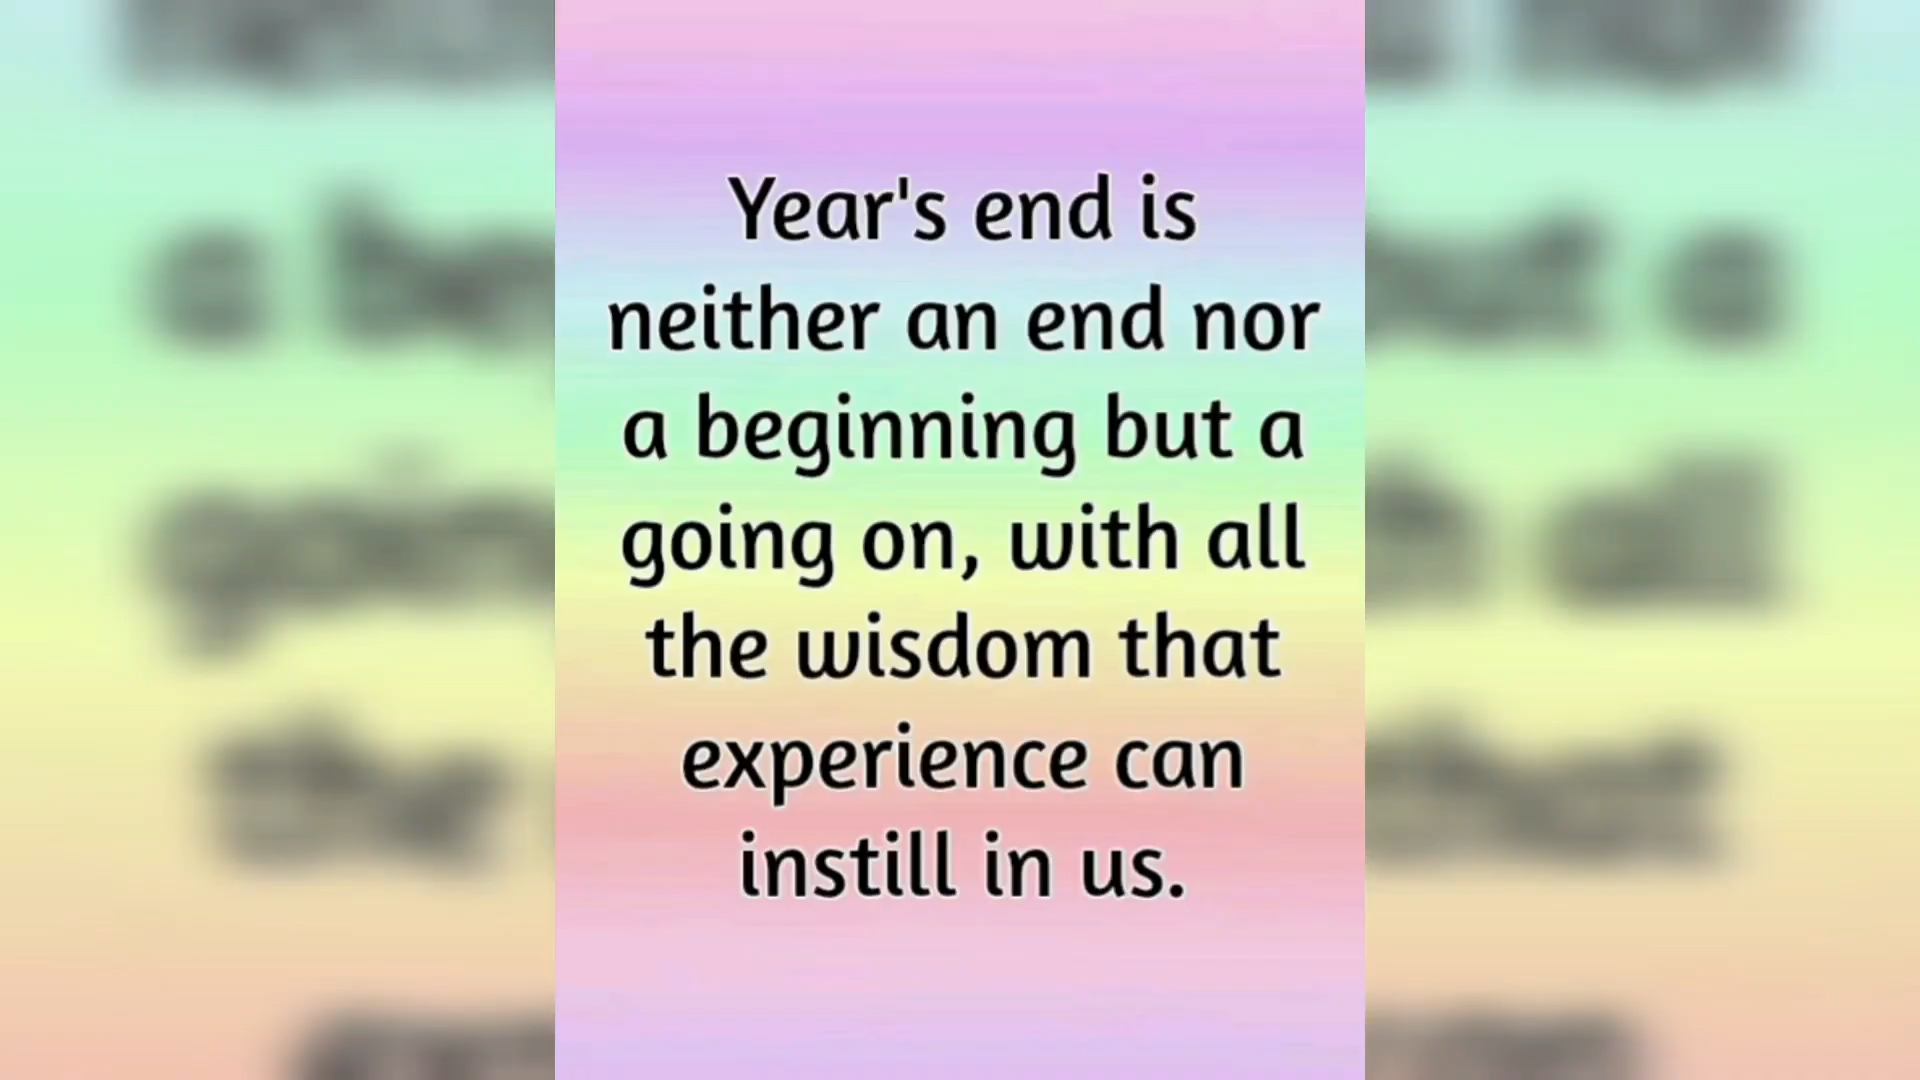 Year's end is
neither an end nor
a beginning but a
going on, with all
the wisdom that
experience can
instill in us.